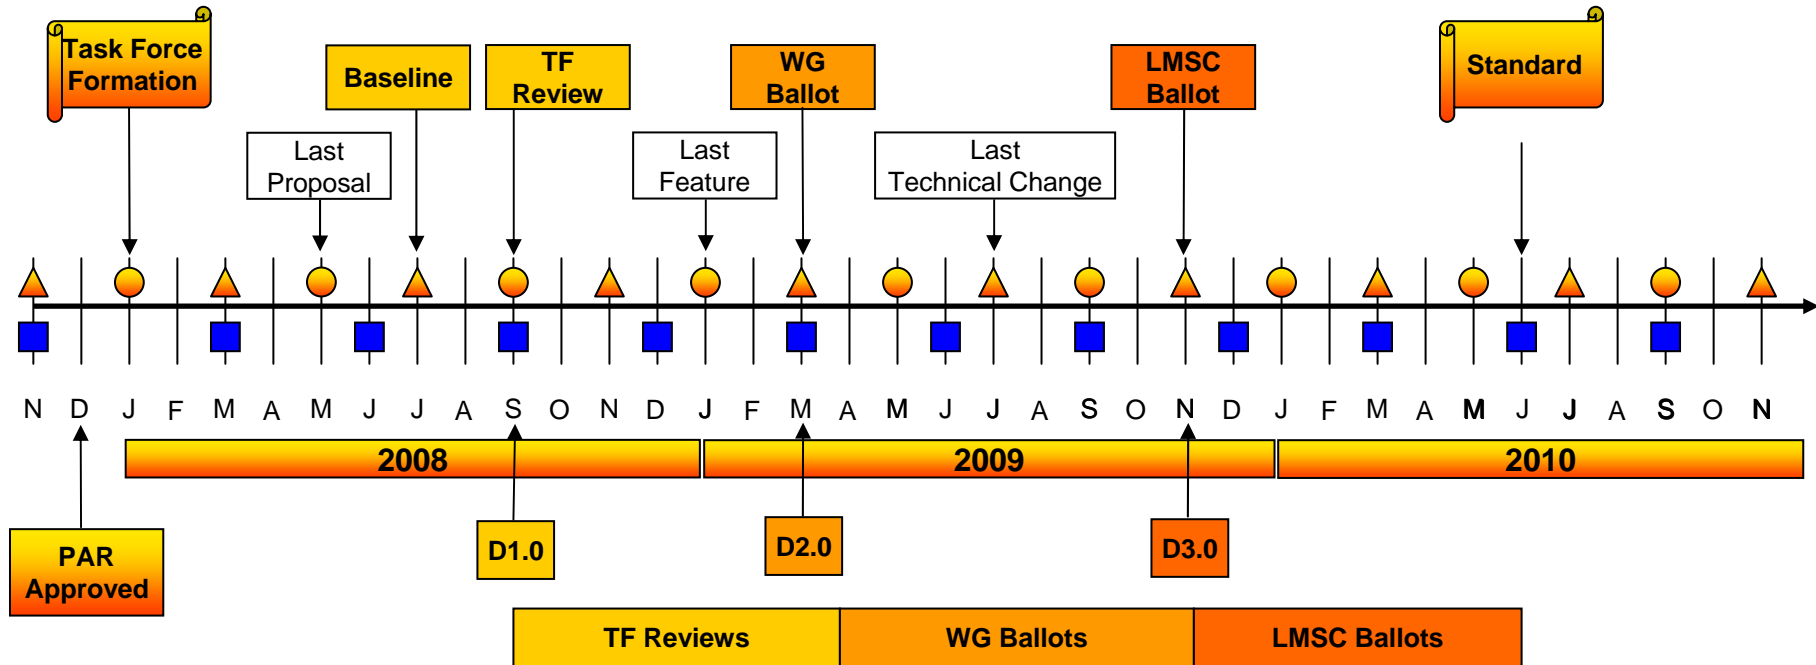 Task Force
Formation
Baseline
TF
Review
WG
Ballot
LMSC
Ballot
Standard
Last
Proposal
Last
Feature
Last
Technical Change
N D J F M A M J J A S O N D J F M A M J J A S O N D J F M A M J J A S O N
2008 2009 2010
PAR
Approved
D1.0
D2.0
D3.0
TF Reviews WG Ballots LMSC Ballots